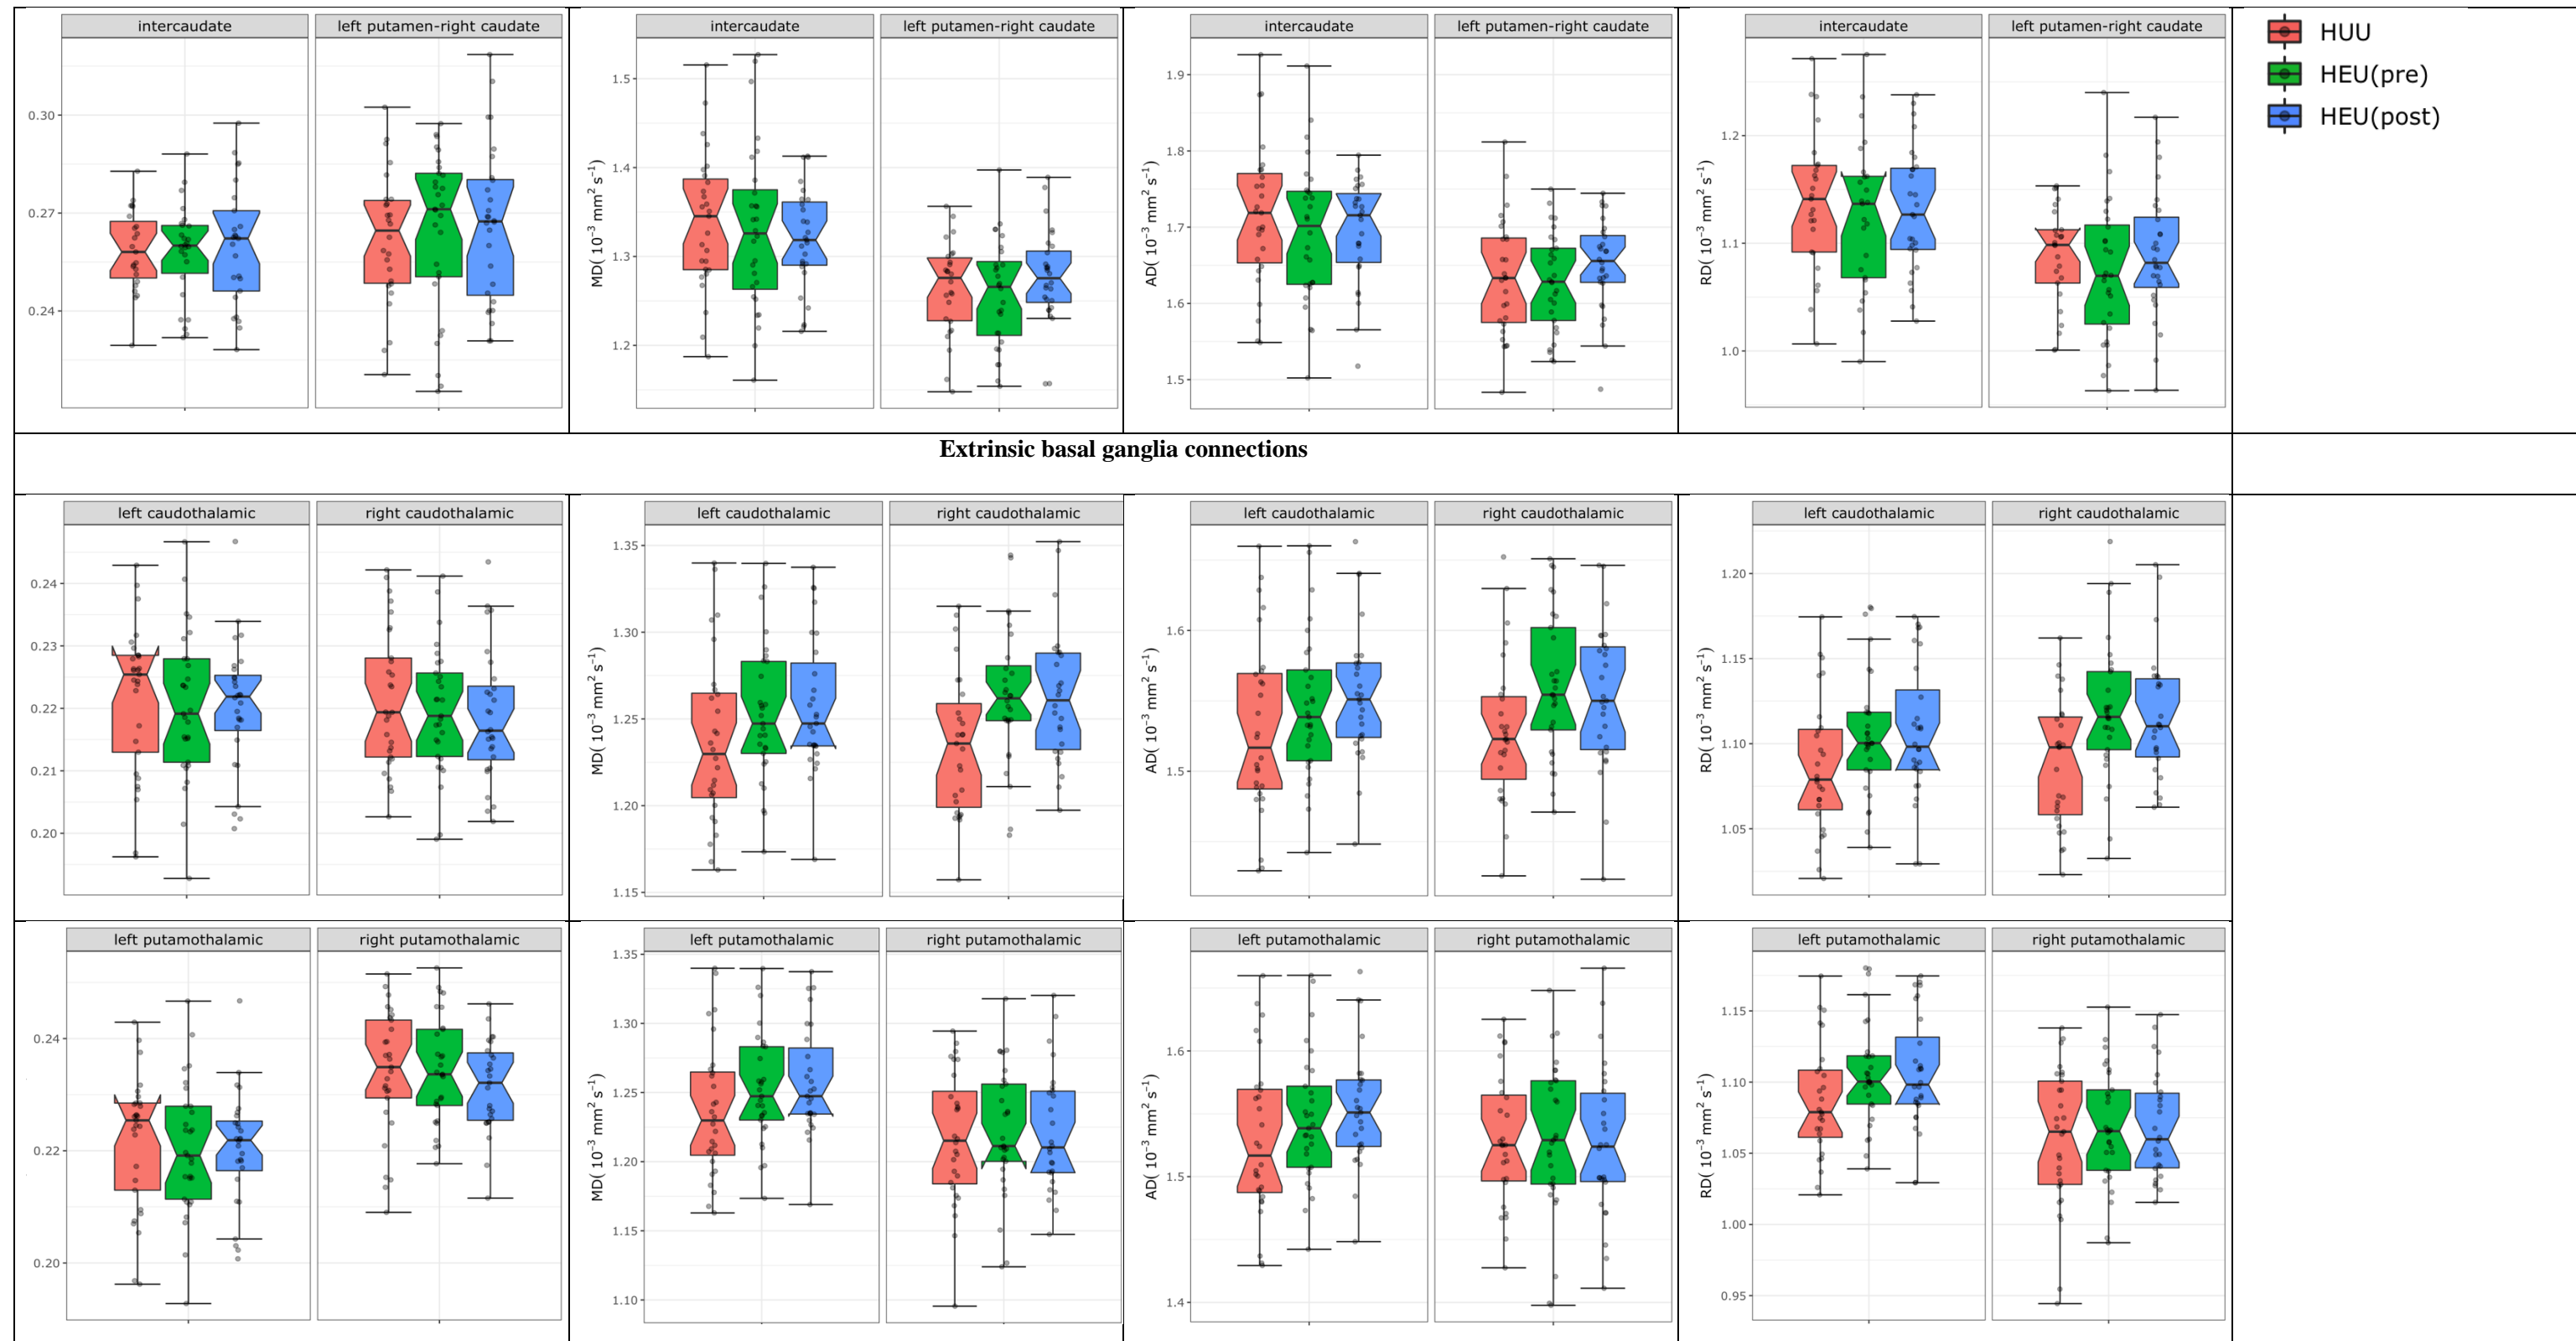 intercaudate
left putamen-right caudate
0.30
0.27
0.24
intercaudate
left putamen-right caudate
MD( 10⁻³ mm² s⁻¹)
1.5
1.4
1.3
1.2
intercaudate
left putamen-right caudate
AD( 10⁻³ mm² s⁻¹)
1.9
1.8
1.7
1.6
1.5
intercaudate
left putamen-right caudate
RD( 10⁻³ mm² s⁻¹)
1.2
1.1
1.0
HUU
HEU(pre)
HEU(post)
Extrinsic basal ganglia connections
left caudothalamic
right caudothalamic
0.24
0.23
0.22
0.21
0.20
left caudothalamic
right caudothalamic
MD( 10⁻³ mm² s⁻¹)
1.35
1.30
1.25
1.20
1.15
left caudothalamic
right caudothalamic
AD( 10⁻³ mm² s⁻¹)
1.6
1.5
left caudothalamic
right caudothalamic
RD( 10⁻³ mm² s⁻¹)
1.20
1.15
1.10
1.05
left putamothalamic
right putamothalamic
0.24
0.22
0.20
left putamothalamic
right putamothalamic
MD( 10⁻³ mm² s⁻¹)
1.35
1.30
1.25
1.20
1.15
1.10
left putamothalamic
right putamothalamic
AD( 10⁻³ mm² s⁻¹)
1.6
1.5
1.4
left putamothalamic
right putamothalamic
RD( 10⁻³ mm² s⁻¹)
1.15
1.10
1.05
1.00
0.95